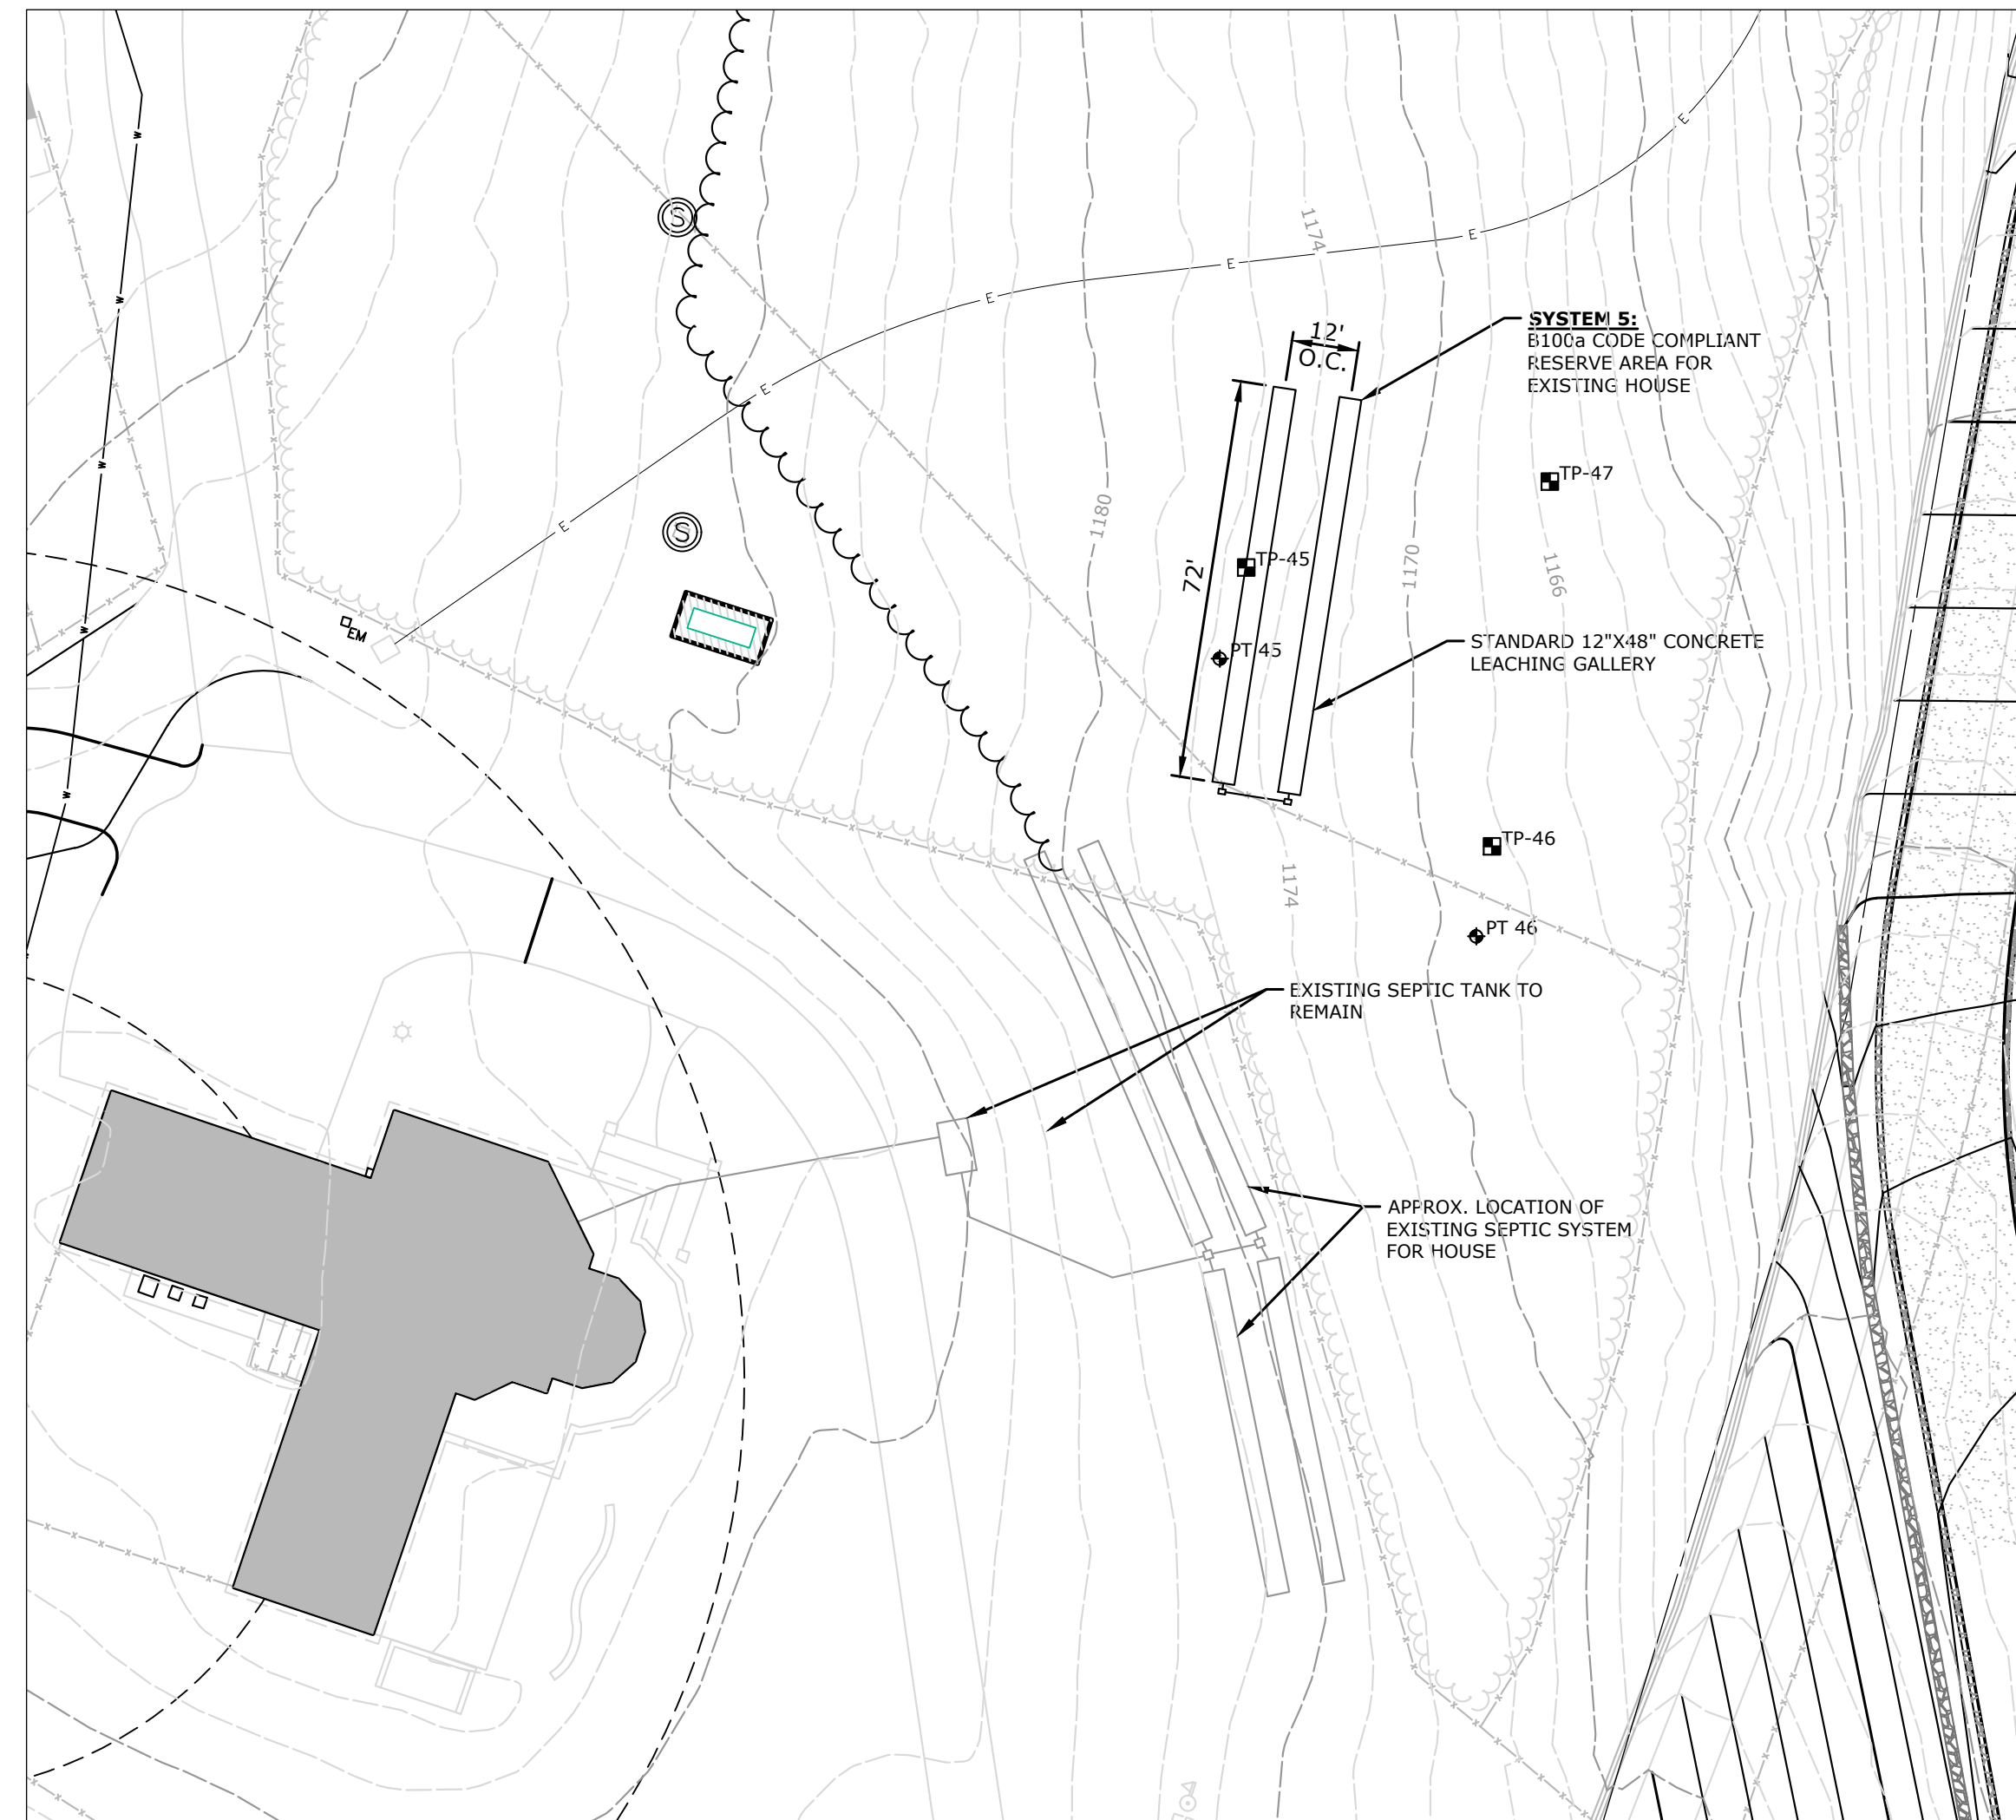 W
W
W
W
W
S
E
E
E
E
E
E
1174
12'
O.C.
SYSTEM 5:
B100a CODE COMPLIANT
RESERVE AREA FOR
EXISTING HOUSE
TP-47
1180
S
TP-45
1170
1166
72'
EM
PT 45
STANDARD 12"X48" CONCRETE
LEACHING GALLERY
TP-46
1174
PT 46
EXISTING SEPTIC TANK TO
REMAIN
APPROX. LOCATION OF
EXISTING SEPTIC SYSTEM
FOR HOUSE